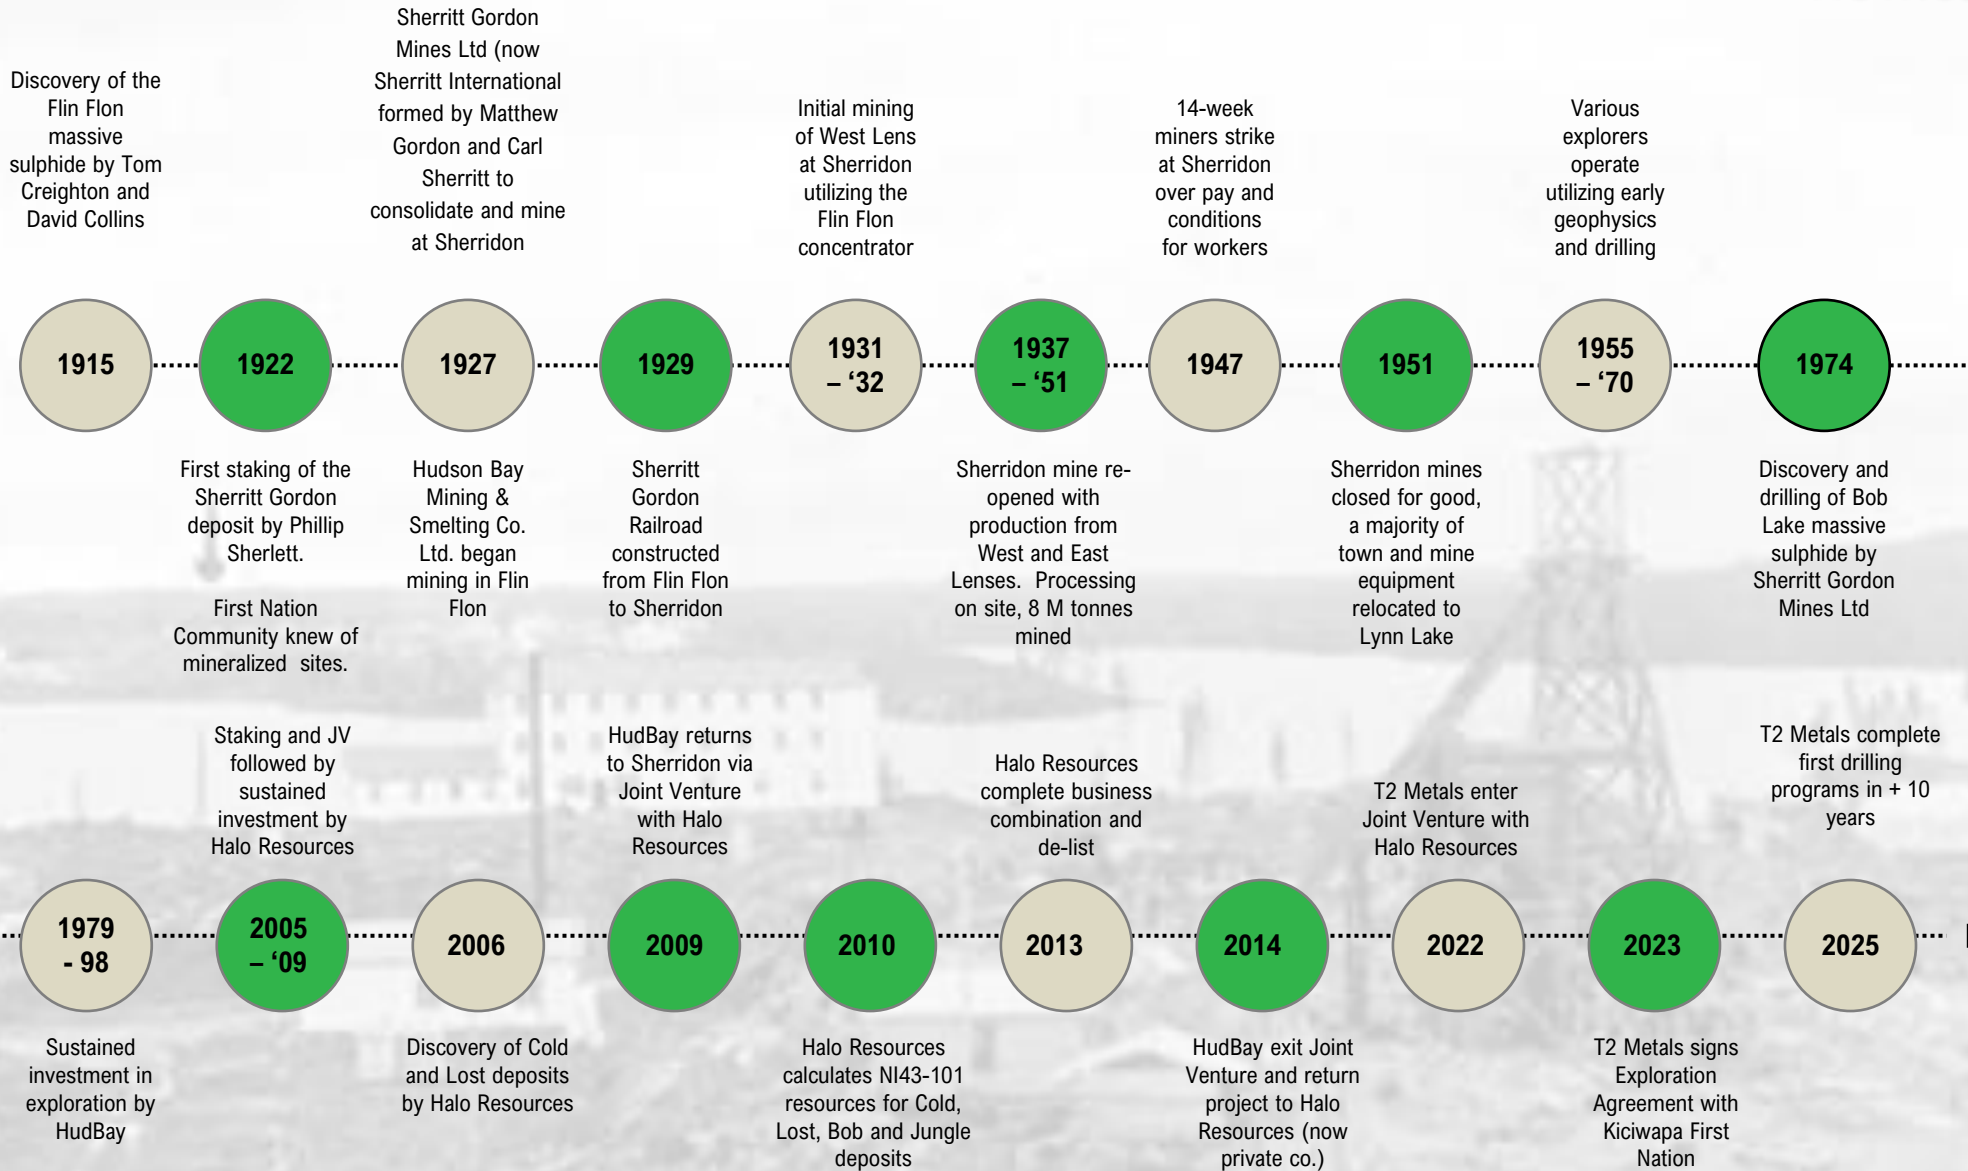 Discovery of the
Flin Flon
massive
sulphide by Tom
Creighton and
David Collins
1915
1922
First staking of the
Sherritt Gordon
deposit by Phillip
Sherlett.
First Nation
Community knew of
mineralized sites.
Sherritt Gordon
Mines Ltd (now
Sherritt International
formed by Matthew
Gordon and Carl
Sherritt to
consolidate and mine
at Sherridon
1927
Hudson Bay
Mining &
Smelting Co.
Ltd. began
mining in Flin
Flon
1929
Sherritt
Gordon
Railroad
constructed
from Flin Flon
to Sherridon
Initial mining
of West Lens
at Sherridon
utilizing the
Flin Flon
concentrator
1931
– ‘32
1937
– ‘51
Sherridon mine re-
opened with
production from
West and East
Lenses. Processing
on site, 8 M tonnes
mined
14-week
miners strike
at Sherridon
over pay and
conditions
for workers
1947
1951
Sherridon mines
closed for good,
a majority of
town and mine
equipment
relocated to
Lynn Lake
Various
explorers
operate
utilizing early
geophysics
and drilling
1955
– ‘70
1974
Discovery and
drilling of Bob
Lake massive
sulphide by
Sherritt Gordon
Mines Ltd
1979
- 98
Sustained
investment in
exploration by
HudBay
Staking and JV
followed by
sustained
investment by
Halo Resources
2005
– ‘09
2006
Discovery of Cold
and Lost deposits
by Halo Resources
HudBay returns
to Sherridon via
Joint Venture
with Halo
Resources
2009
2010
Halo Resources
calculates NI43-101
resources for Cold,
Lost, Bob and Jungle
deposits
Halo Resources
complete business
combination and
de-list
2013
2014
HudBay exit Joint
Venture and return
project to Halo
Resources (now
private co.)
T2 Metals enter
Joint Venture with
Halo Resources
2022
2023
T2 Metals signs
Exploration
Agreement with
Kiciwapa First
Nation
T2 Metals complete
first drilling
programs in + 10
years
2025